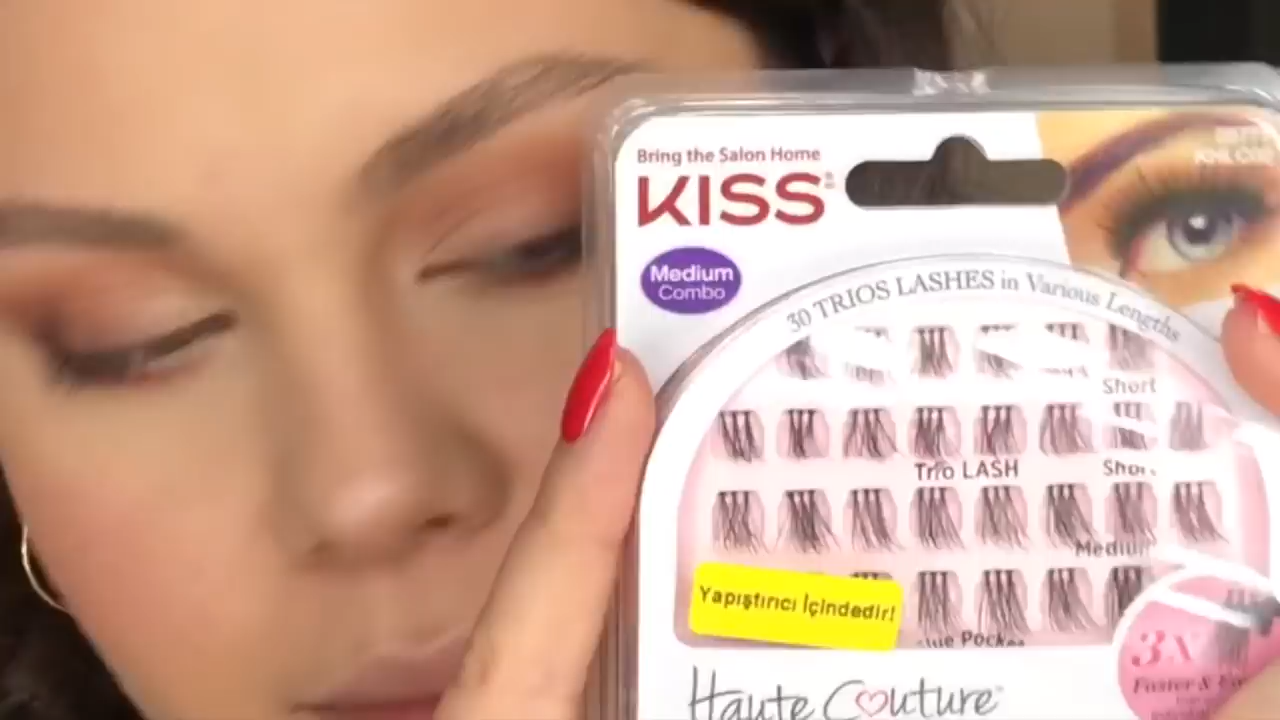 Bring the Salon Home
KISS®
Medium
Combo
30 TRIOS LASHES in Various Lengths
Short
Trio LASH
Short
Medium
Yapıştırıcı İçindedir!
3X
Haute Couture